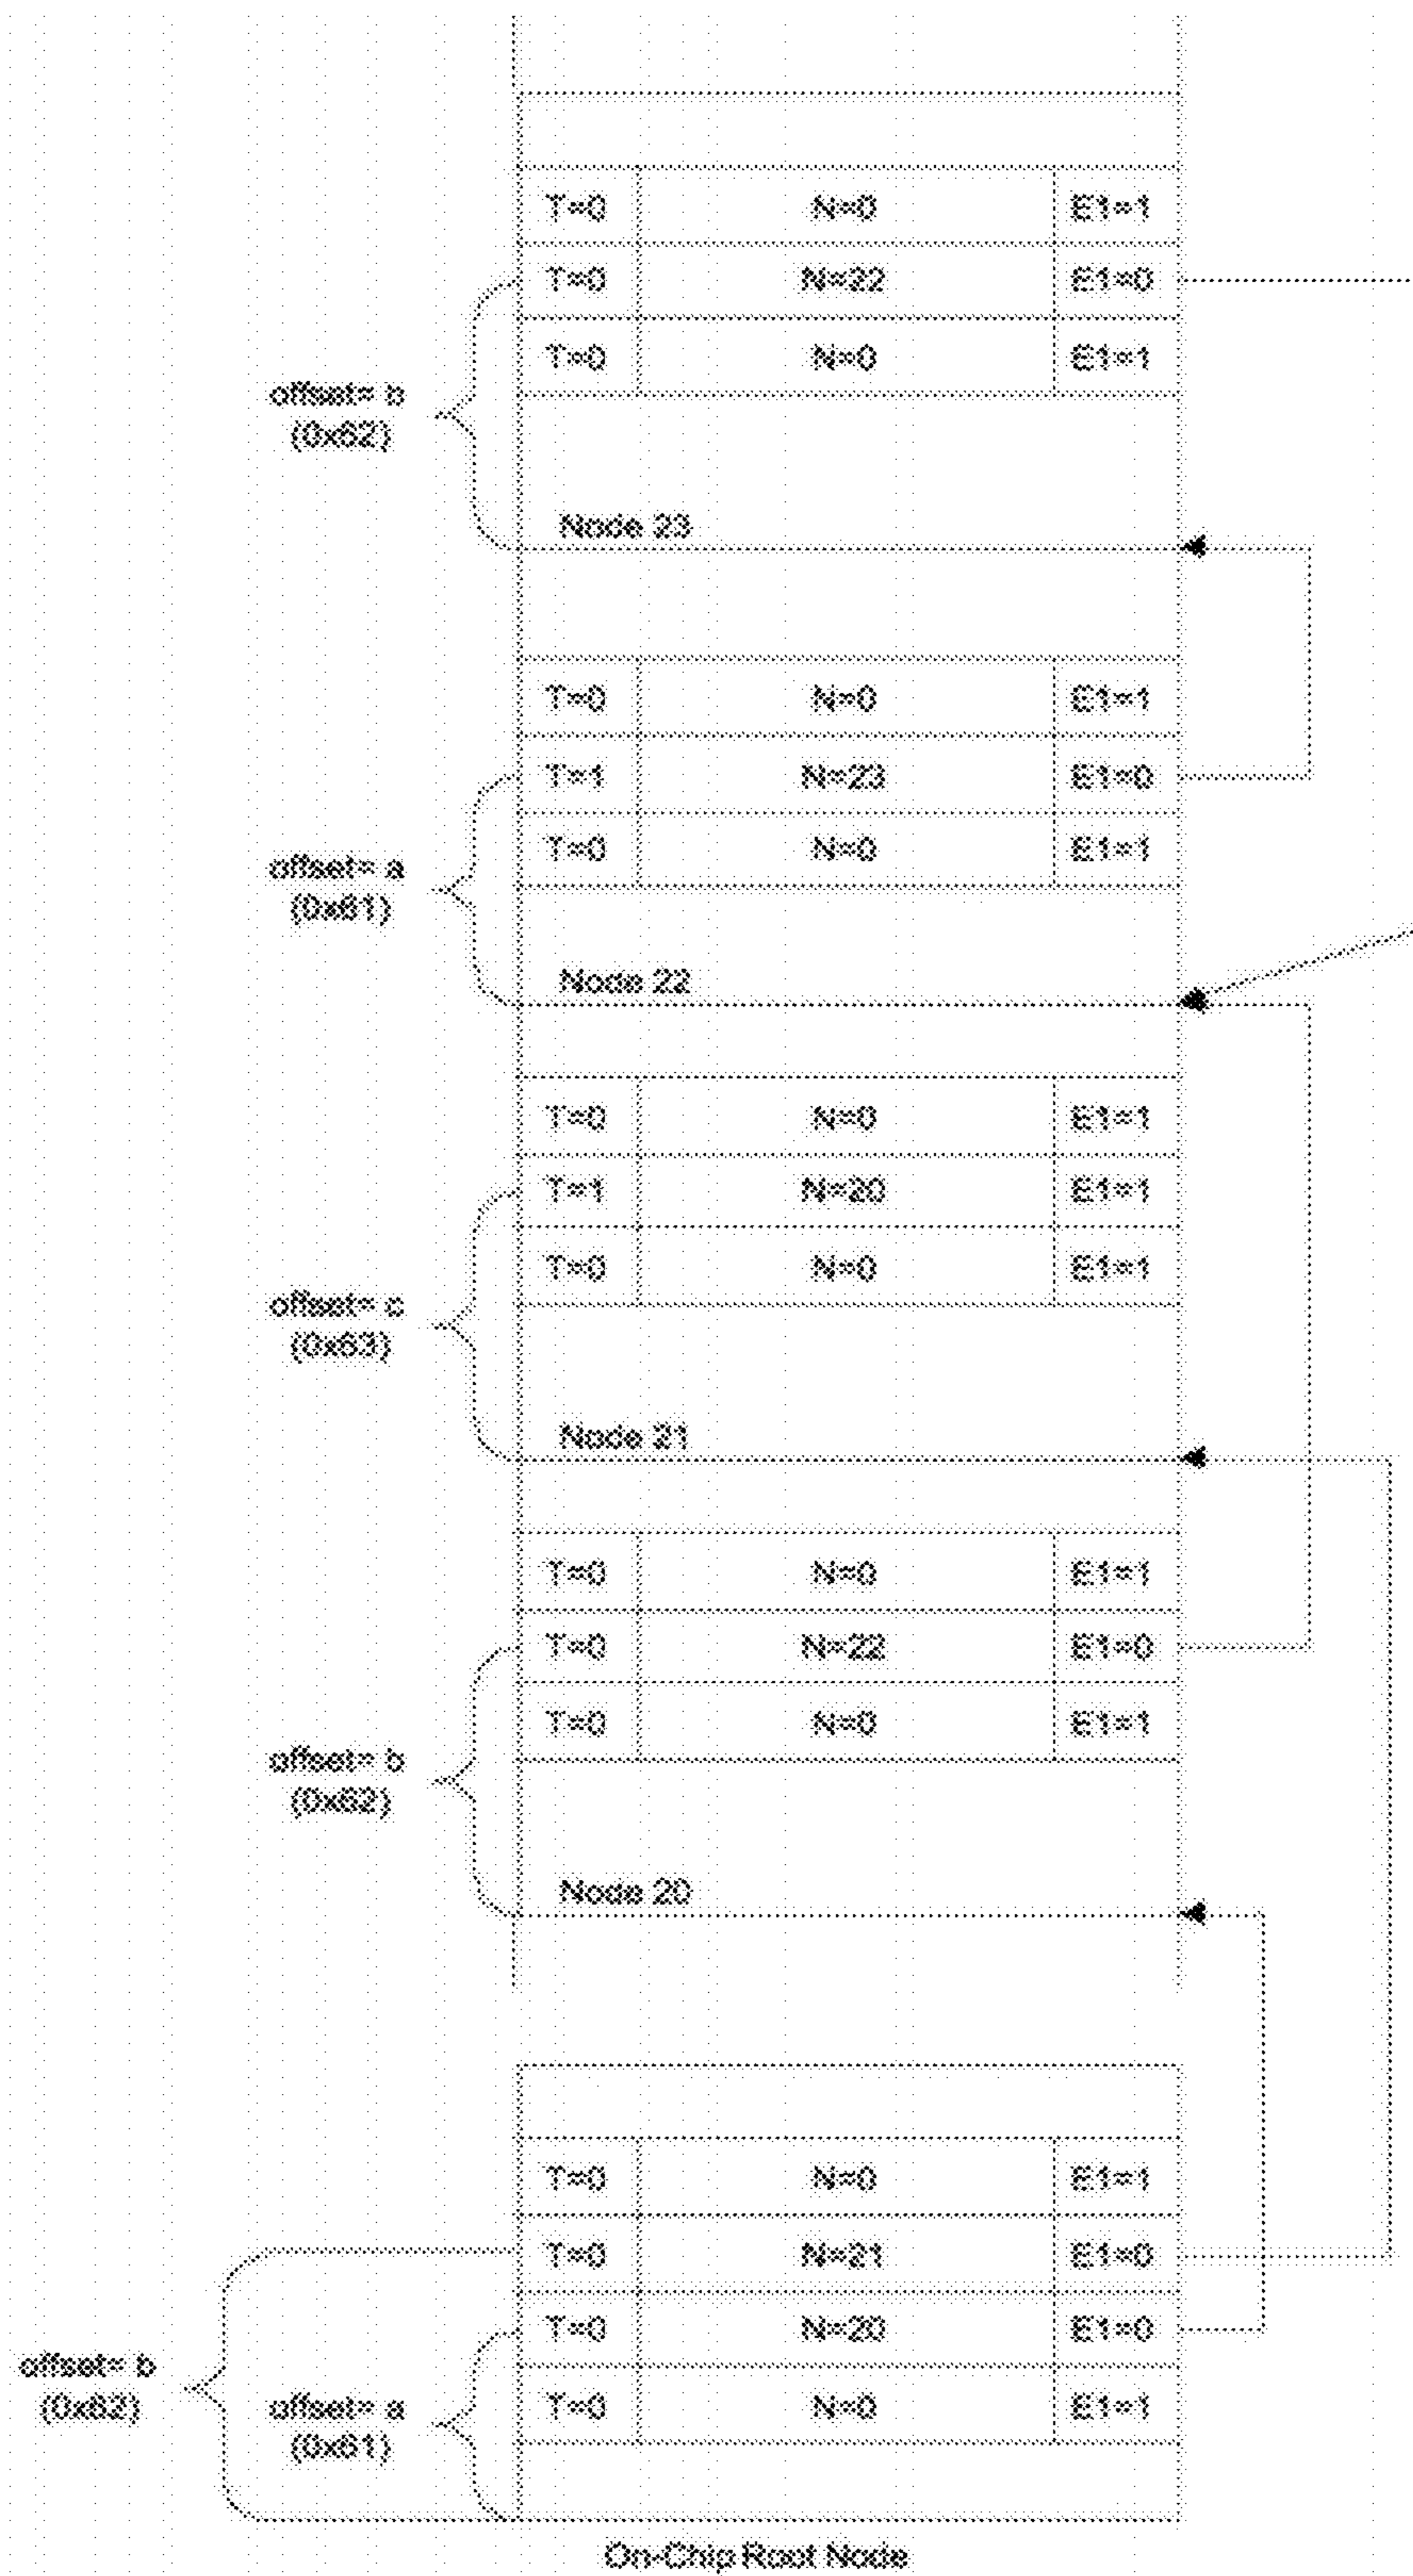 T=0 N=0 E1=1
T=0 N=22 E1=0
T=0 N=0 E1=1
offset= b
(0x62)
Node 23
T=0 N=0 E1=1
T=1 N=23 E1=0
T=0 N=0 E1=1
offset= a
(0x61)
Node 22
T=0 N=0 E1=1
T=1 N=20 E1=1
T=0 N=0 E1=1
offset= c
(0x63)
Node 21
T=0 N=0 E1=1
T=0 N=22 E1=0
T=0 N=0 E1=1
offset= b
(0x62)
Node 20
T=0 N=0 E1=1
T=0 N=21 E1=0
T=0 N=20 E1=0
T=0 N=0 E1=1
offset= b
(0x62)
offset= a
(0x61)
On-Chip Root Node